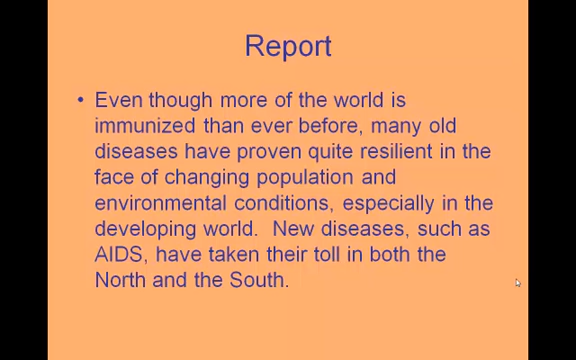 Report
• Even though more of the world is
immunized than ever before, many old
diseases have proven quite resilient in the
face of changing population and
environmental conditions, especially in the
developing world.  New diseases, such as
AIDS, have taken their toll in both the
North and the South.